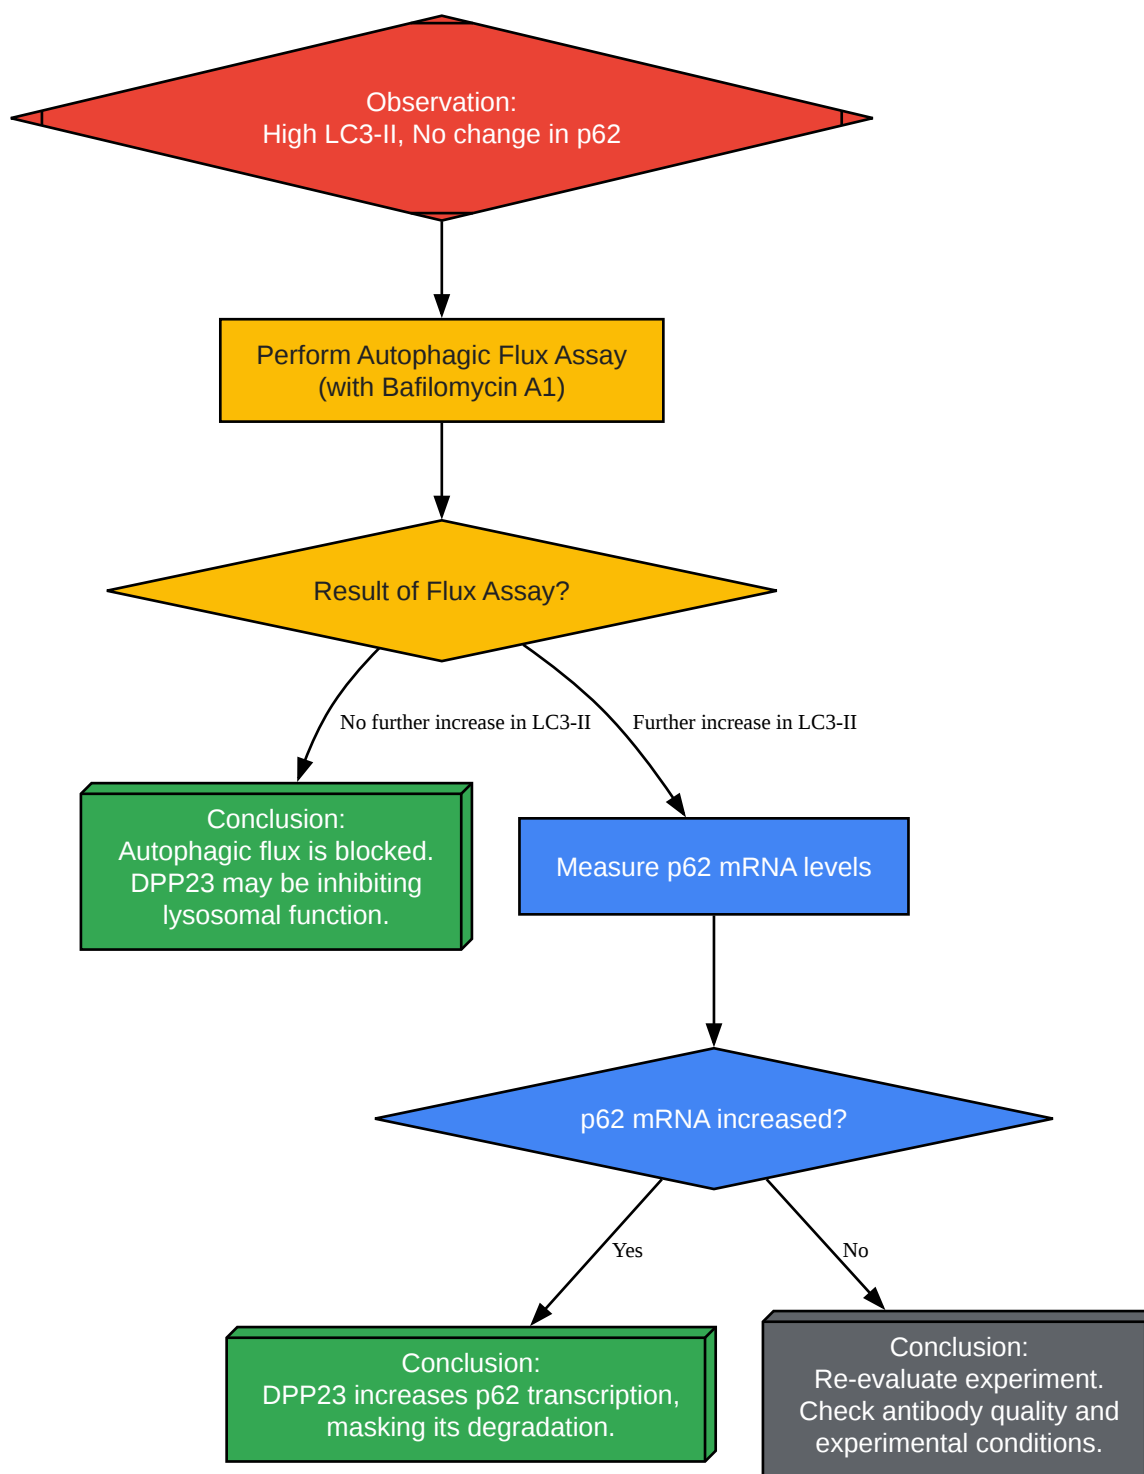 Observation:
High LC3-II, No change in p62
Perform Autophagic Flux Assay
(with Bafilomycin A1)
Result of Flux Assay?
No further increase in LC3-II
Further increase in LC3-II
Conclusion:
Autophagic flux is blocked.
DPP23 may be inhibiting
lysosomal function.
Measure p62 mRNA levels
p62 mRNA increased?
Yes
No
Conclusion:
DPP23 increases p62 transcription,
masking its degradation.
Conclusion:
Re-evaluate experiment.
Check antibody quality and
experimental conditions.